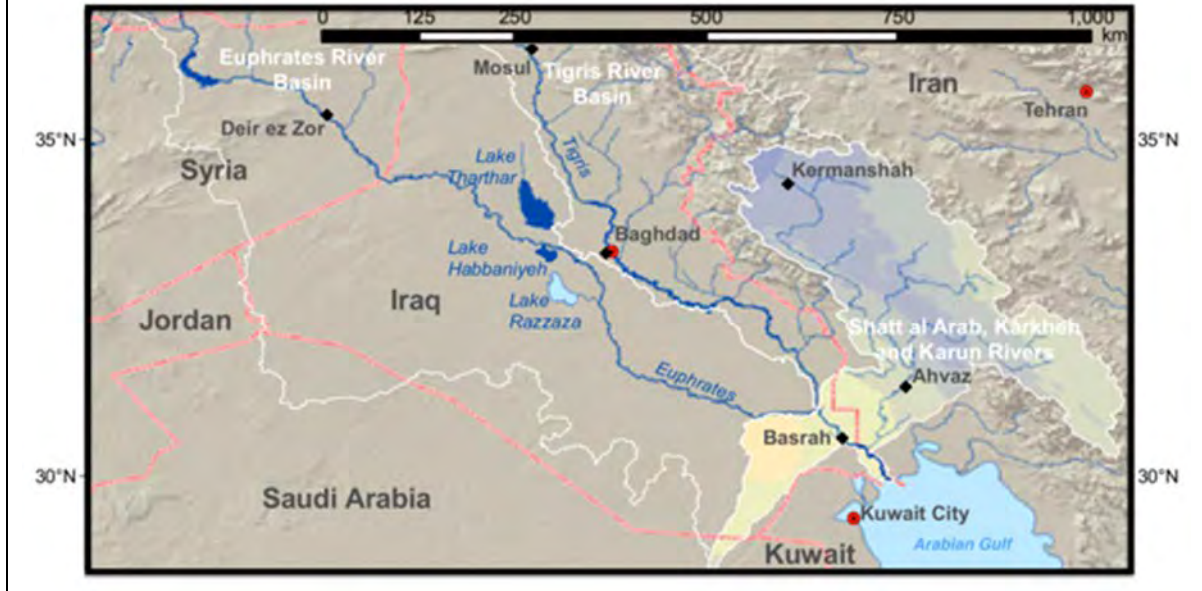 0 125 250 500 750 1,000
km
Euphrates River
Basin
Mosul
Tigris River
Basin
Iran
Tehran
Deir ez Zor
35°N
35°N
Syria
Lake
Tharthar
Tigris
Kermanshah
Baghdad
Lake
Habbaniyeh
Iraq
Lake
Razzaza
Jordan
Shatt al Arab, Karkheh
and Karun Rivers
Ahvaz
Euphrates
Basrah
30°N
30°N
Saudi Arabia
Kuwait City
Kuwait
Arabian Gulf